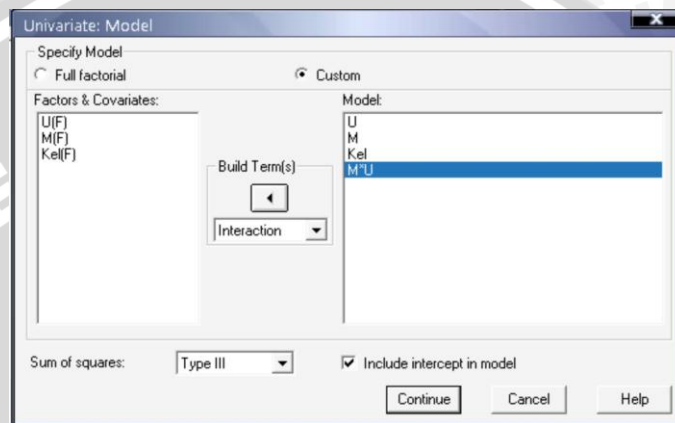 Univariate: Model
Specify Model
Full factorial
Custom
Factors & Covariates:
U(F)
M(F)
Kel(F)
Build Term(s)
Interaction
Model:
U
M
Kel
M*U
Sum of squares:
Type III
Include intercept in model
Continue
Cancel
Help